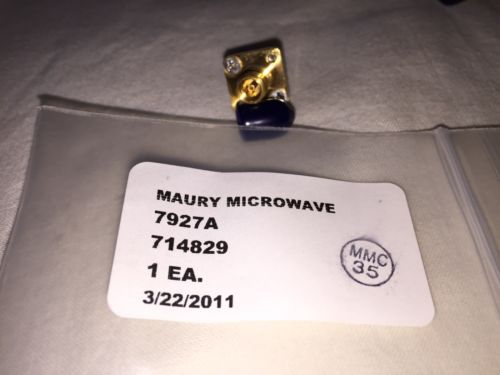 MAURY MICROWAVE
7927A
714829
1 EA.
3/22/2011
MMC
35